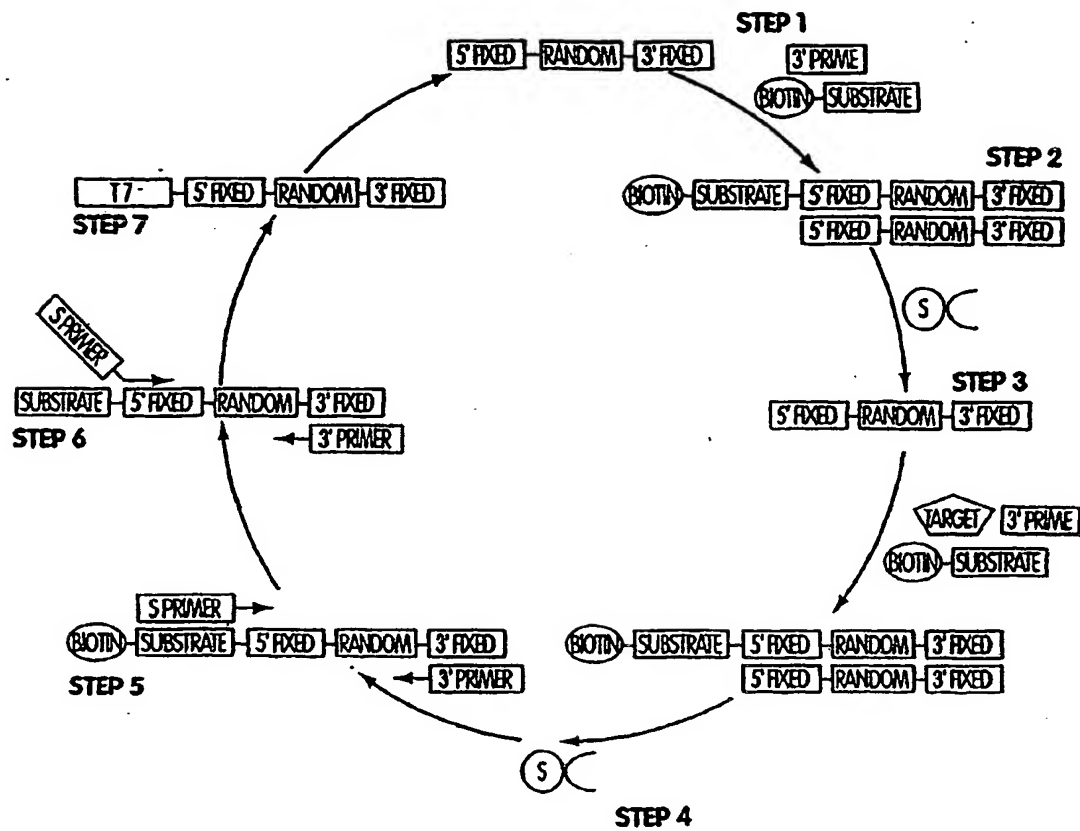 STEP 1
5' FIXED RANDOM 3' FIXED
3' PRIME
BIOTIN SUBSTRATE
STEP 2
BIOTIN SUBSTRATE 5' FIXED RANDOM 3' FIXED
5' FIXED RANDOM 3' FIXED
S
STEP 3
5' FIXED RANDOM 3' FIXED
TARGET 3' PRIME
BIOTIN SUBSTRATE
BIOTIN SUBSTRATE 5' FIXED RANDOM 3' FIXED
5' FIXED RANDOM 3' FIXED
S
STEP 4
S PRIMER
BIOTIN SUBSTRATE 5' FIXED RANDOM 3' FIXED
STEP 5
3' PRIMER
S PRIMER
SUBSTRATE 5' FIXED RANDOM 3' FIXED
STEP 6
3' PRIMER
T7 5' FIXED RANDOM 3' FIXED
STEP 7